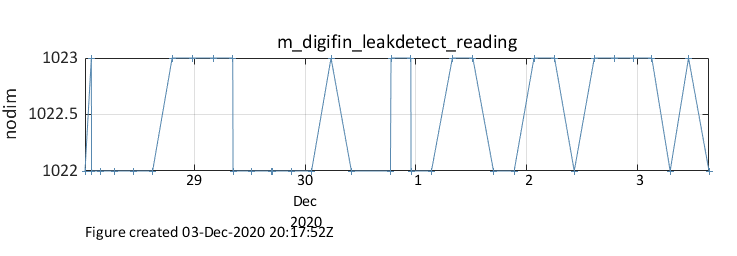 m_digifin_leakdetect_reading
nodim
1023
1022.5
1022
29 30 1 2 3
Dec
2020
Figure created 03-Dec-2020 20:17:52Z